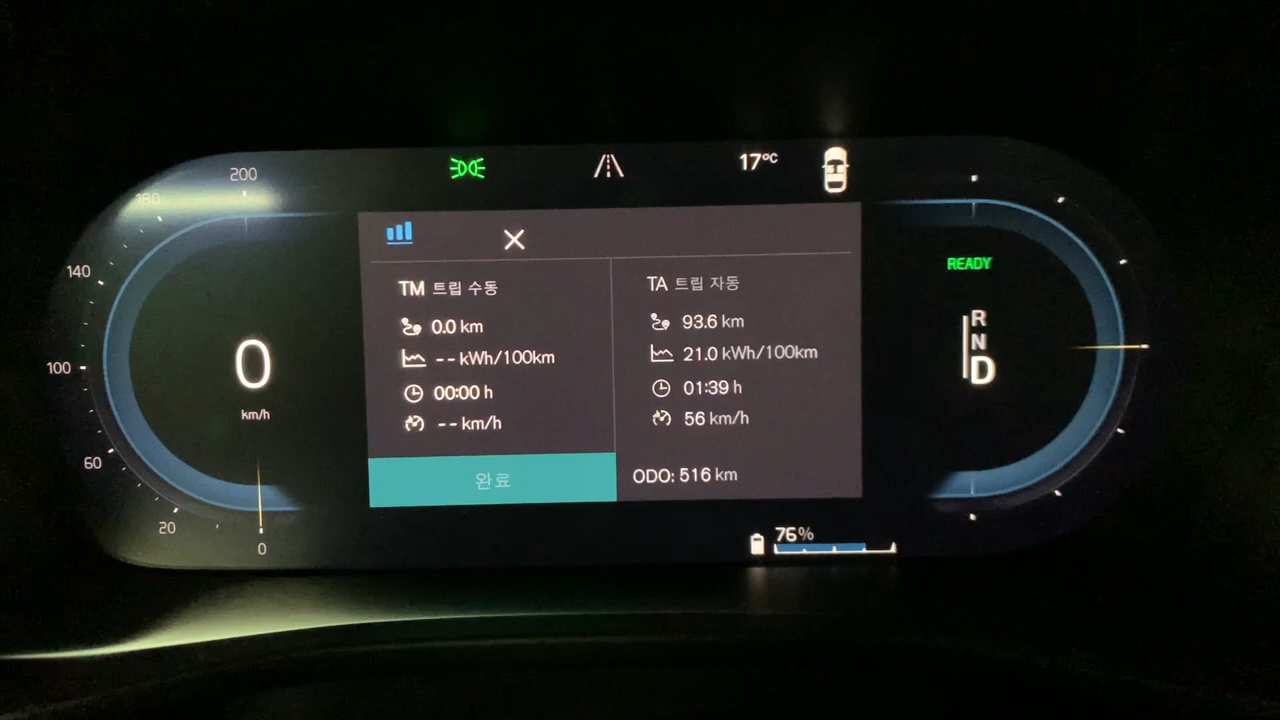 200
180
140
100
60
20
0
0
km/h
17°C
TM 트립 수동
0.0 km
-- kWh/100km
00:00 h
-- km/h
완료
TA 트립 자동
93.6 km
21.0 kWh/100km
01:39 h
56 km/h
ODO: 516 km
76%
READY
R
N
D